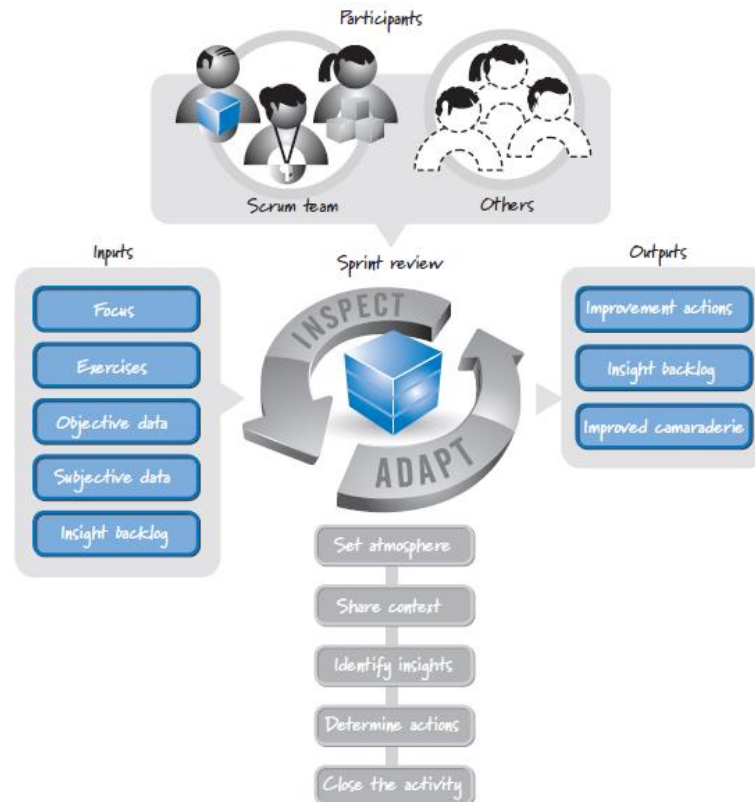 Participants
Scrum team
Others
Inputs
Sprint review
Outputs
Focus
Exercises
Objective data
Subjective data
Insight backlog
INSPECT
ADAPT
Improvement actions
Insight backlog
Improved camaraderie
Set atmosphere
Share context
Identify insights
Determine actions
Close the activity